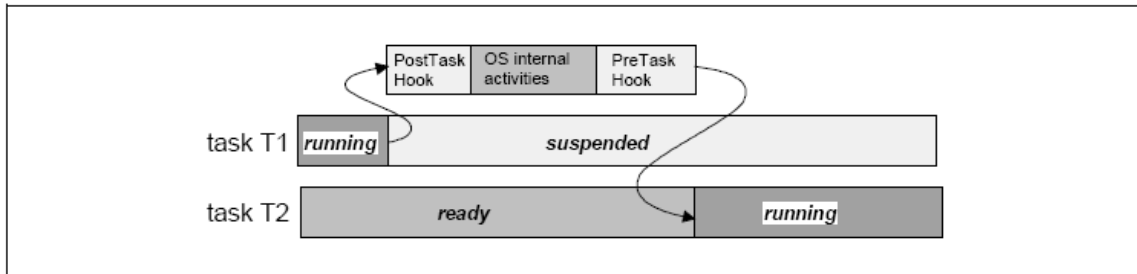 PostTask OS internal PreTask
Hook activities Hook
task T1 running suspended
task T2 ready running